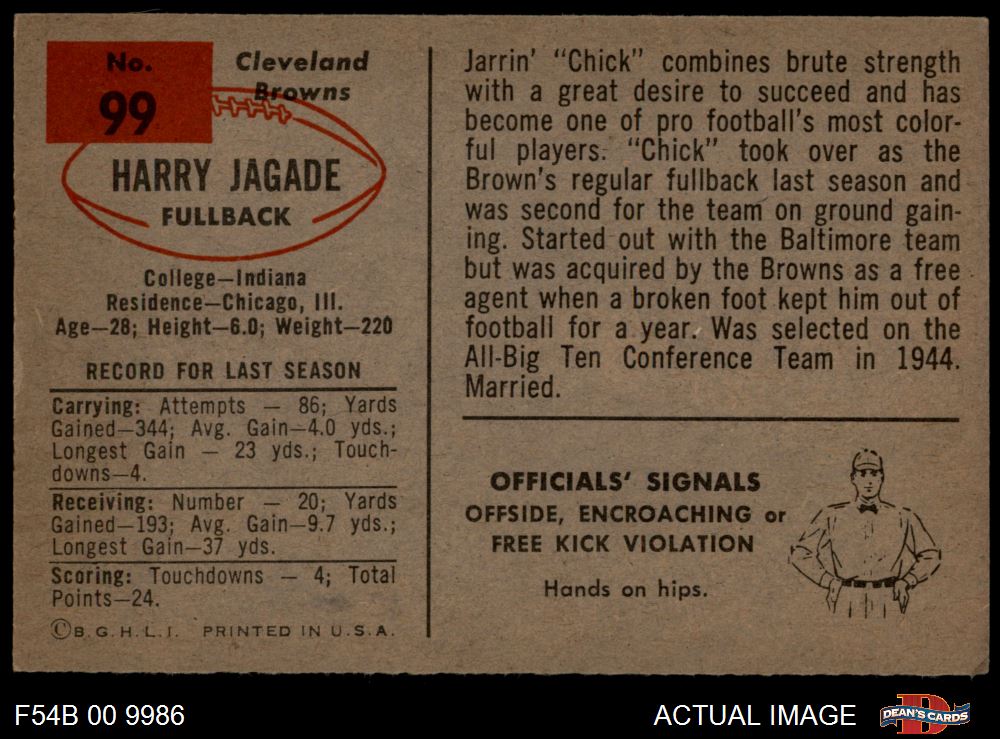 No.
99
Cleveland
Browns
HARRY JAGADE
FULLBACK
College—Indiana
Residence—Chicago, Ill.
Age—28; Height—6.0; Weight—220
RECORD FOR LAST SEASON
Carrying: Attempts — 86; Yards
Gained—344; Avg. Gain—4.0 yds.;
Longest Gain — 23 yds.; Touch-
downs—4.
Receiving: Number — 20; Yards
Gained—193; Avg. Gain—9.7 yds.;
Longest Gain—37 yds.
Scoring: Touchdowns — 4; Total
Points—24.
©B.G.H.L.I. PRINTED IN U.S.A.
Jarrin' "Chick" combines brute strength
with a great desire to succeed and has
become one of pro football's most color-
ful players. "Chick" took over as the
Brown's regular fullback last season and
was second for the team on ground gain-
ing. Started out with the Baltimore team
but was acquired by the Browns as a free
agent when a broken foot kept him out of
football for a year. Was selected on the
All-Big Ten Conference Team in 1944.
Married.
OFFICIALS' SIGNALS
OFFSIDE, ENCROACHING or
FREE KICK VIOLATION
Hands on hips.
F54B 00 9986
ACTUAL IMAGE
DEAN'S CARDS